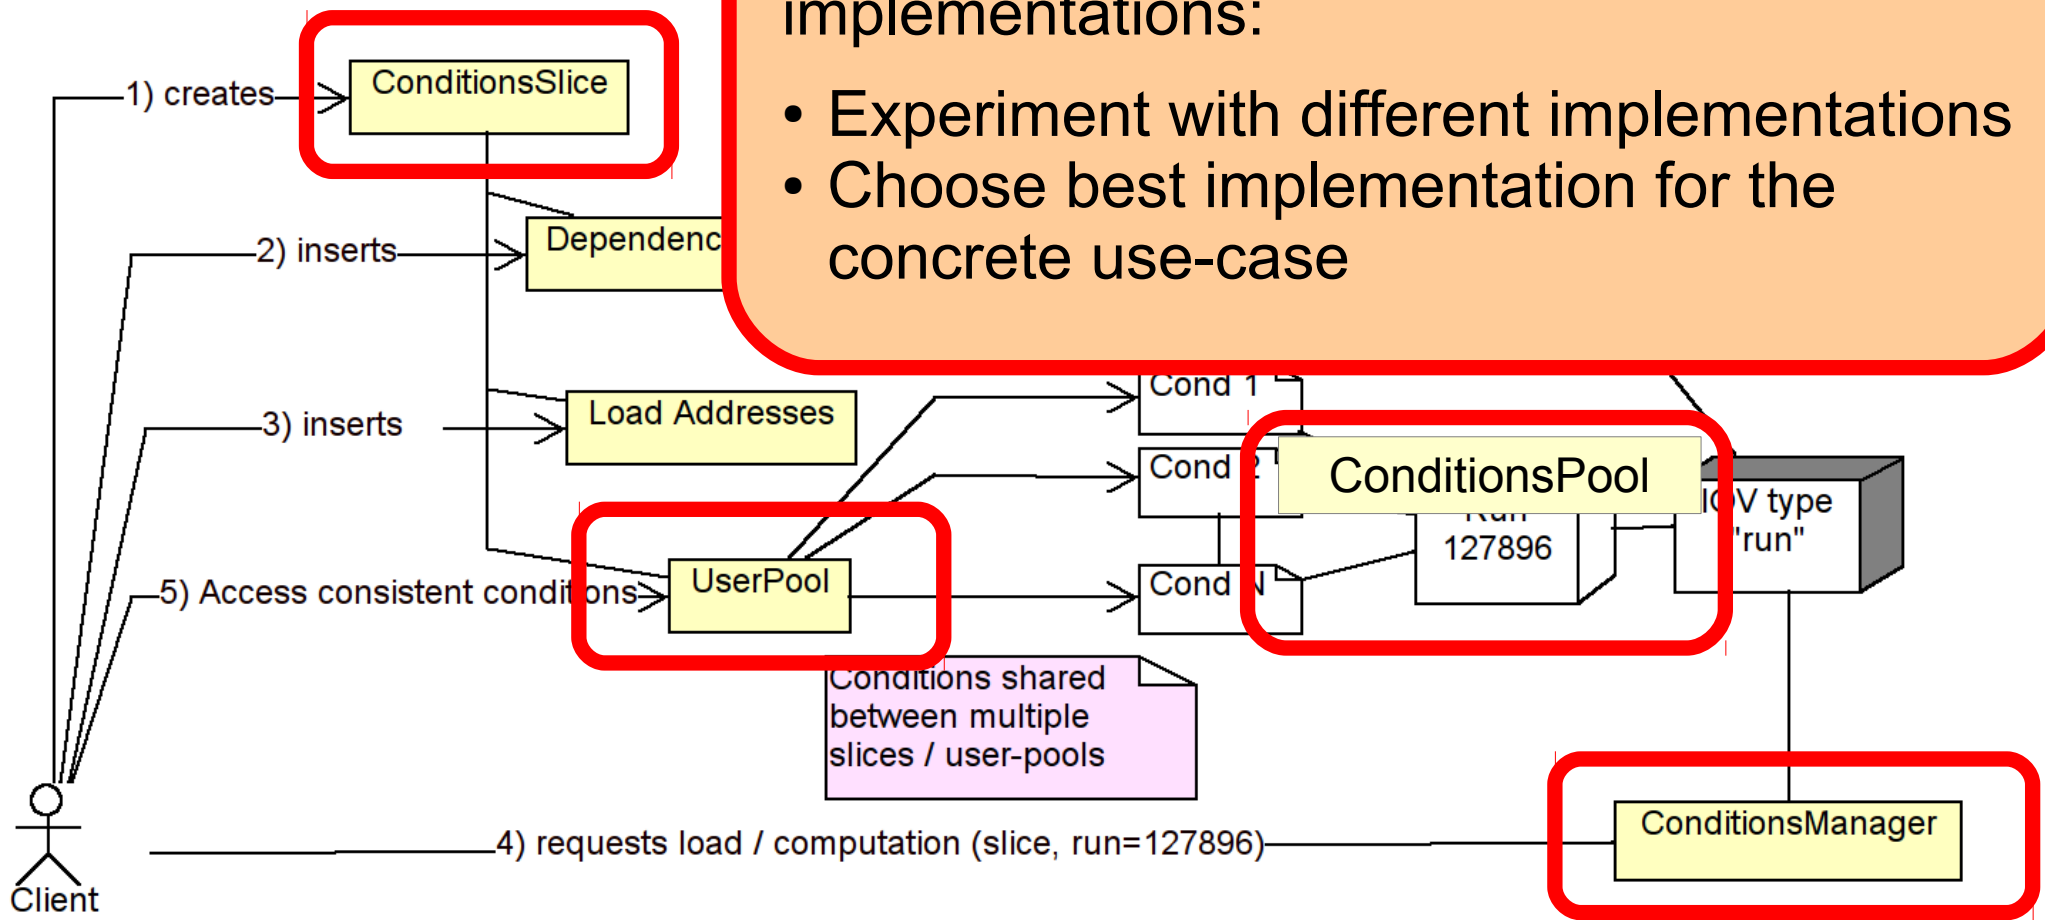 implementations:
• Experiment with different implementations
• Choose best implementation for the
concrete use-case
1) creates
ConditionsSlice
2) inserts
Dependenc
3) inserts
Load Addresses
Cond 1
Cond 2
ConditionsPool
Run
127896
IOV type
"run"
5) Access consistent conditions
UserPool
Cond N
Conditions shared
between multiple
slices / user-pools
4) requests load / computation (slice, run=127896)
ConditionsManager
Client